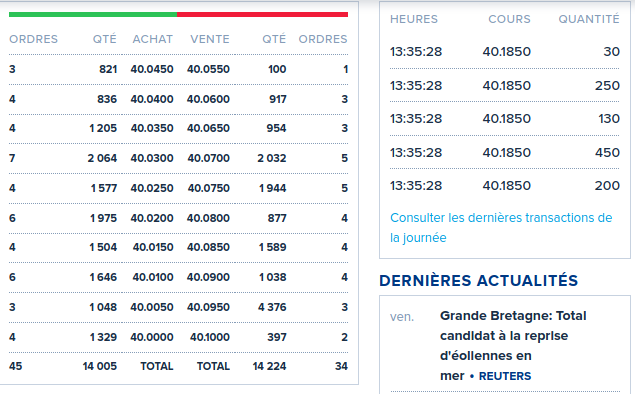 ORDRES QTÉ ACHAT VENTE QTÉ ORDRES
3 821 40.0450 40.0550 100 1
4 836 40.0400 40.0600 917 3
4 1 205 40.0350 40.0650 954 3
7 2 064 40.0300 40.0700 2 032 5
4 1 577 40.0250 40.0750 1 944 5
6 1 975 40.0200 40.0800 877 4
4 1 504 40.0150 40.0850 1 589 4
6 1 646 40.0100 40.0900 1 038 4
3 1 048 40.0050 40.0950 4 376 3
4 1 329 40.0000 40.1000 397 2
45 14 005 TOTAL TOTAL 14 224 34
HEURES COURS QUANTITÉ
13:35:28 40.1850 30
13:35:28 40.1850 250
13:35:28 40.1850 130
13:35:28 40.1850 450
13:35:28 40.1850 200
Consulter les dernières transactions de
la journée
DERNIÈRES ACTUALITÉS
ven. Grande Bretagne: Total
candidat à la reprise
d'éoliennes en
mer • REUTERS